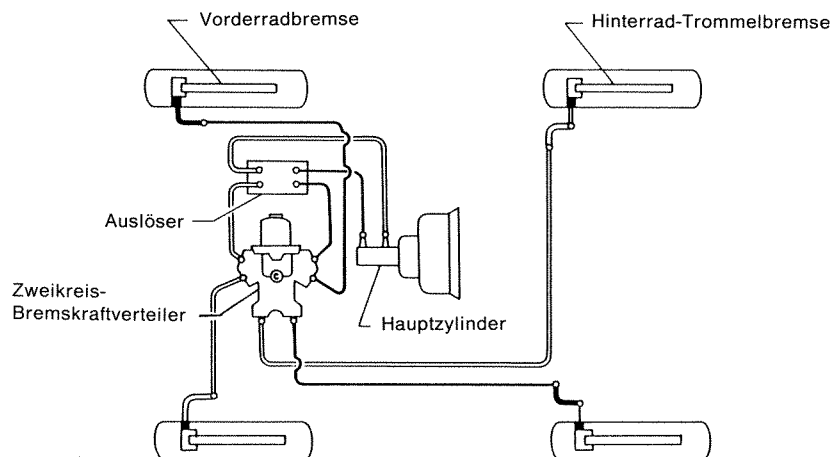 Vorderradbremse
Hinterrad-Trommelbremse
Auslöser
Zweikreis-
Bremskraftverteiler
Hauptzylinder